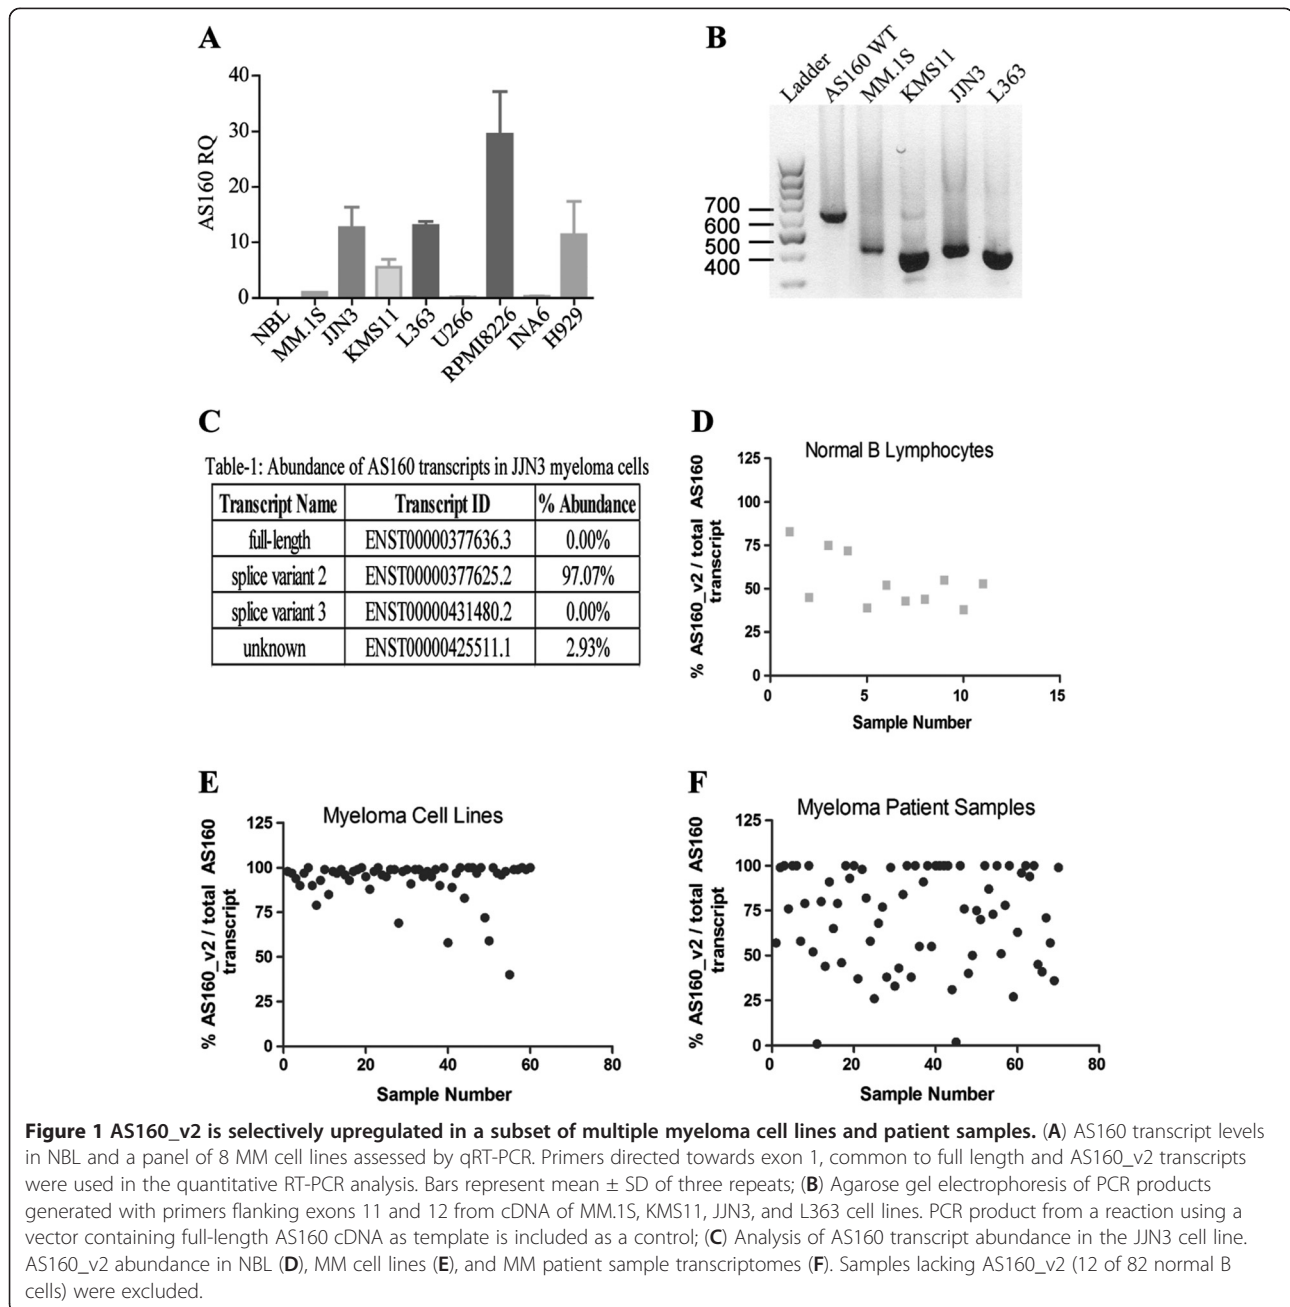 A
AS160 RQ
40
30
20
10
0
NBL
MM.1S
JJN3
KMS11
L363
U266
RPMI8226
INA6
H929
B
Ladder
AS160 WT
MM.1S
KMS11
JJN3
L363
700
600
500
400
C
Table-1: Abundance of AS160 transcripts in JJN3 myeloma cells
Transcript Name Transcript ID % Abundance
full-length ENST00000377636.3 0.00%
splice variant 2 ENST00000377625.2 97.07%
splice variant 3 ENST00000431480.2 0.00%
unknown ENST00000425511.1 2.93%
D
Normal B Lymphocytes
% AS160_v2 / total AS160
transcript
125
100
75
50
25
0
0 5 10 15
Sample Number
E
Myeloma Cell Lines
% AS160_v2 / total AS160
transcript
125
100
75
50
25
0
0 20 40 60 80
Sample Number
F
Myeloma Patient Samples
% AS160_v2 / total AS160
transcript
125
100
75
50
25
0
0 20 40 60 80
Sample Number
Figure 1 AS160_v2 is selectively upregulated in a subset of multiple myeloma cell lines and patient samples. (A) AS160 transcript levels
in NBL and a panel of 8 MM cell lines assessed by qRT-PCR. Primers directed towards exon 1, common to full length and AS160_v2 transcripts
were used in the quantitative RT-PCR analysis. Bars represent mean ± SD of three repeats; (B) Agarose gel electrophoresis of PCR products
generated with primers flanking exons 11 and 12 from cDNA of MM.1S, KMS11, JJN3, and L363 cell lines. PCR product from a reaction using a
vector containing full-length AS160 cDNA as template is included as a control; (C) Analysis of AS160 transcript abundance in the JJN3 cell line.
AS160_v2 abundance in NBL (D), MM cell lines (E), and MM patient sample transcriptomes (F). Samples lacking AS160_v2 (12 of 82 normal B
cells) were excluded.